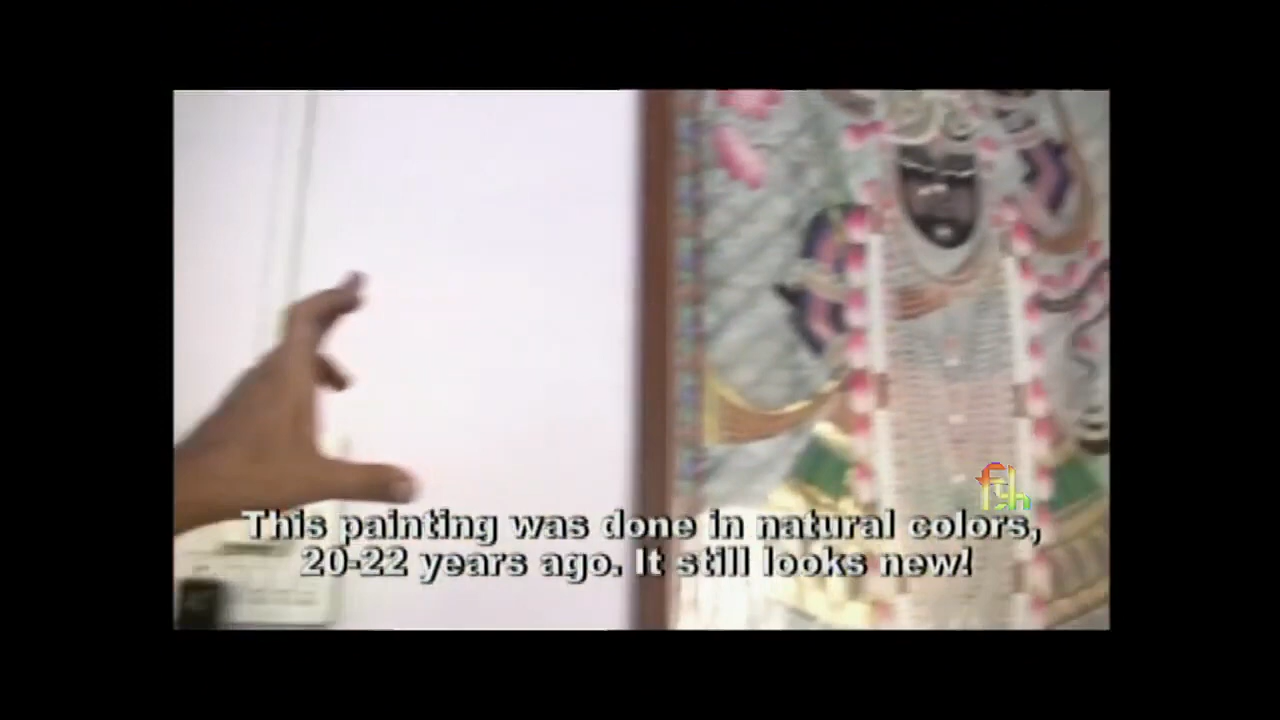 This painting was done in natural colors,
20-22 years ago. It still looks new!